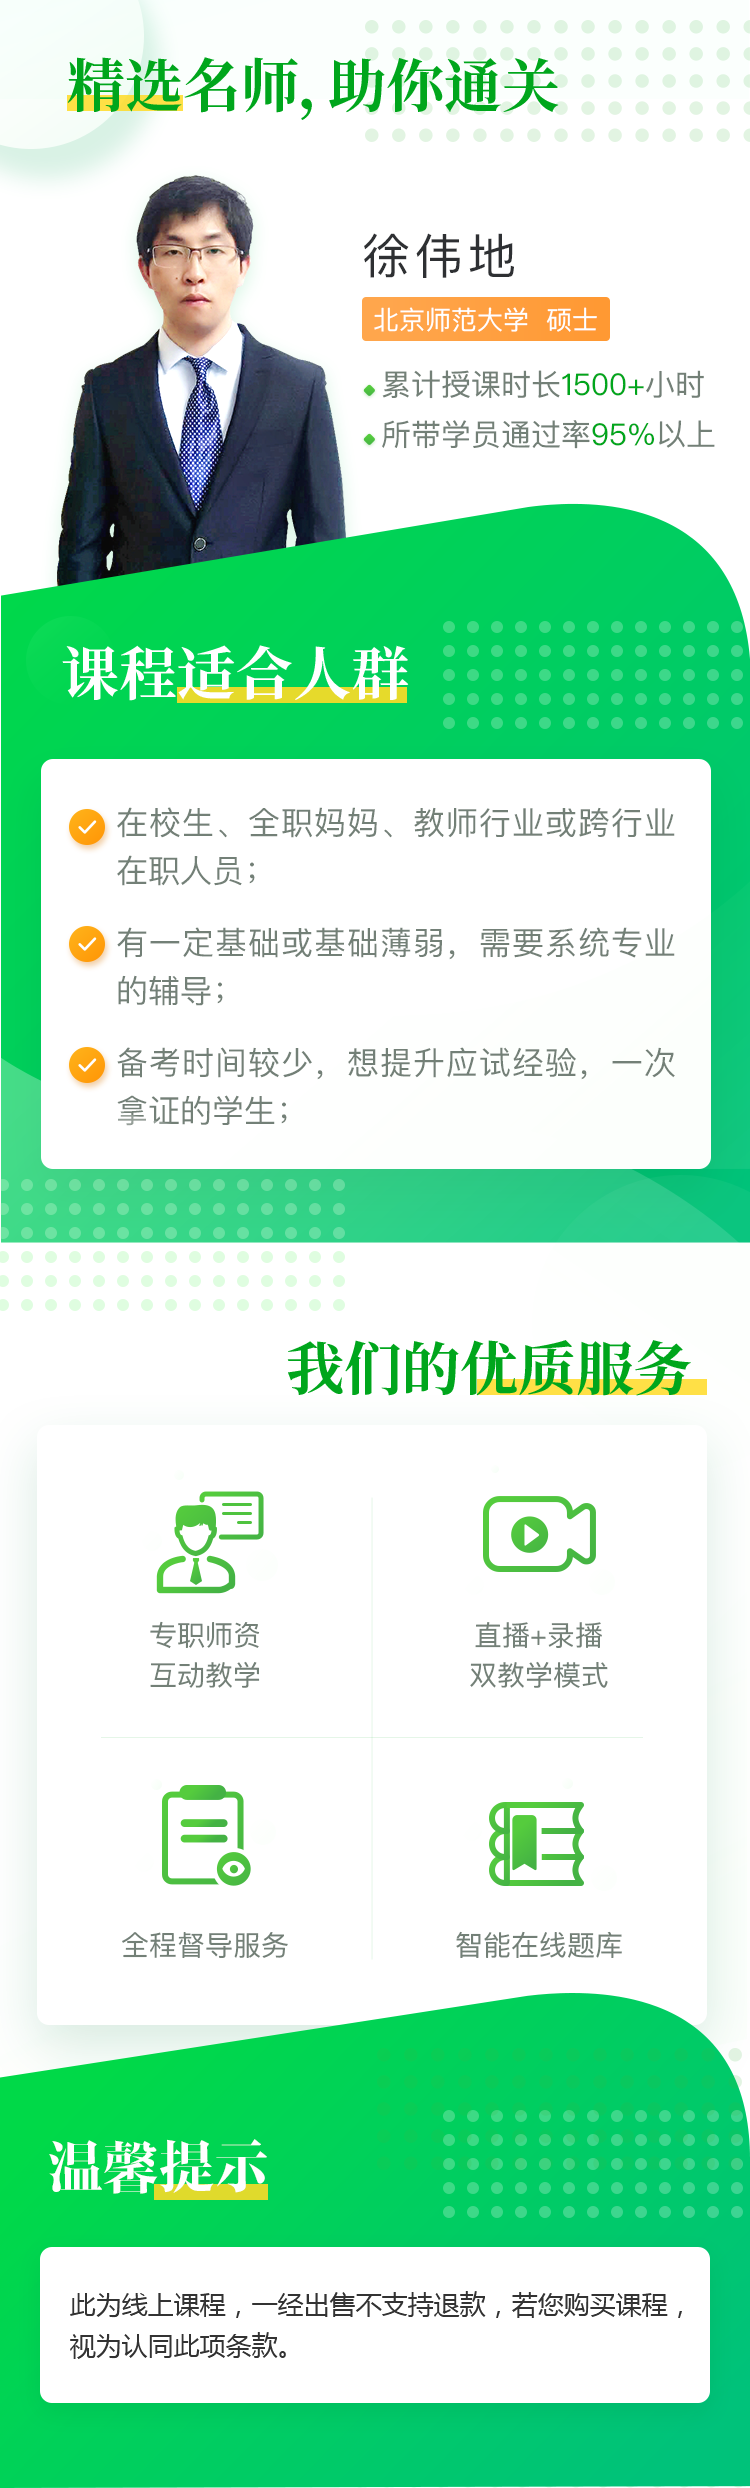 精选名师, 助你通关
徐伟地
北京师范大学 硕士
累计授课时长1500+小时
所带学员通过率95%以上
课程适合人群
在校生、全职妈妈、教师行业或跨行业
在职人员；
有一定基础或基础薄弱，需要系统专业
的辅导；
备考时间较少，想提升应试经验，一次
拿证的学生；
我们的优质服务
专职师资
互动教学
直播+录播
双教学模式
全程督导服务
智能在线题库
温馨提示
此为线上课程，一经出售不支持退款，若您购买课程，
视为认同此项条款。